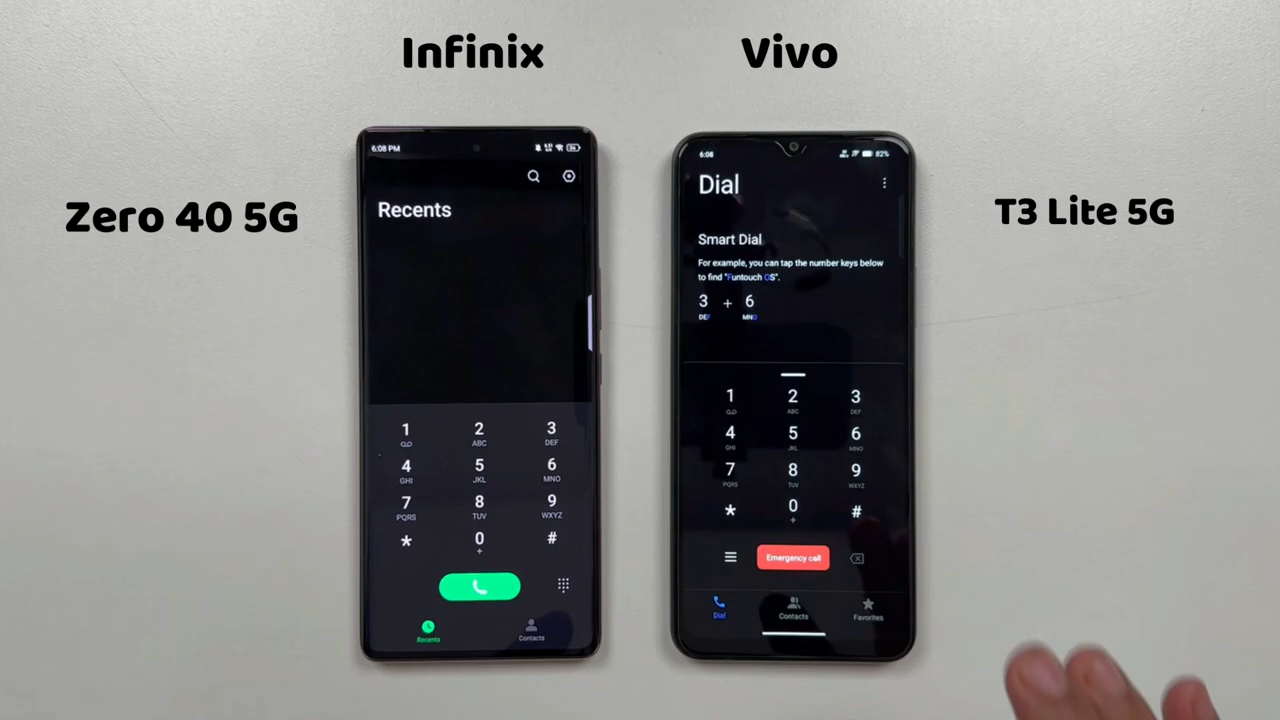 Infinix
Vivo
Zero 40 5G
T3 Lite 5G
6:08 PM
Recents
1
2
ABC
3
DEF
4
GHI
5
JKL
6
MNO
7
PQRS
8
TUV
9
WXYZ
*
0
+
#
Recents
Contacts
6:08
82%
Dial
Smart Dial
For example, you can tap the number keys below
to find "Funtouch OS".
3 + 6
DEF MNO
1
2
ABC
3
DEF
4
GHI
5
JKL
6
MNO
7
PQRS
8
TUV
9
WXYZ
*
0
+
#
Emergency call
Dial
Contacts
Favorites